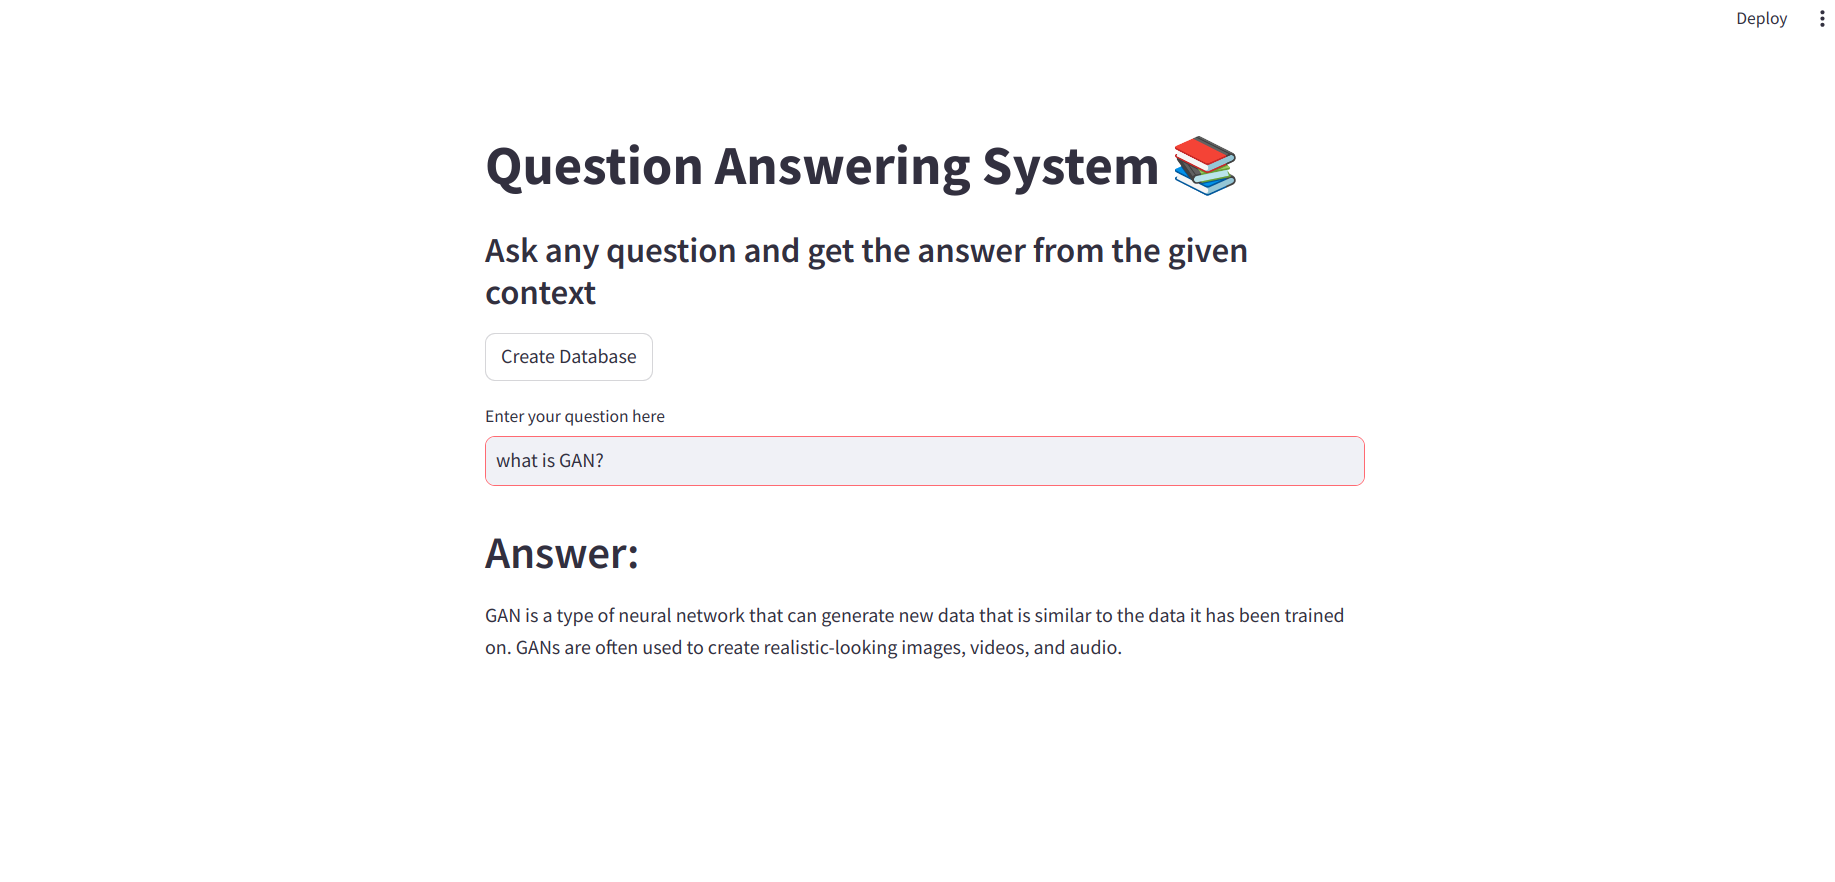 Deploy
Question Answering System
Ask any question and get the answer from the given
context
Create Database
Enter your question here
what is GAN?
Answer:
GAN is a type of neural network that can generate new data that is similar to the data it has been trained
on. GANs are often used to create realistic-looking images, videos, and audio.